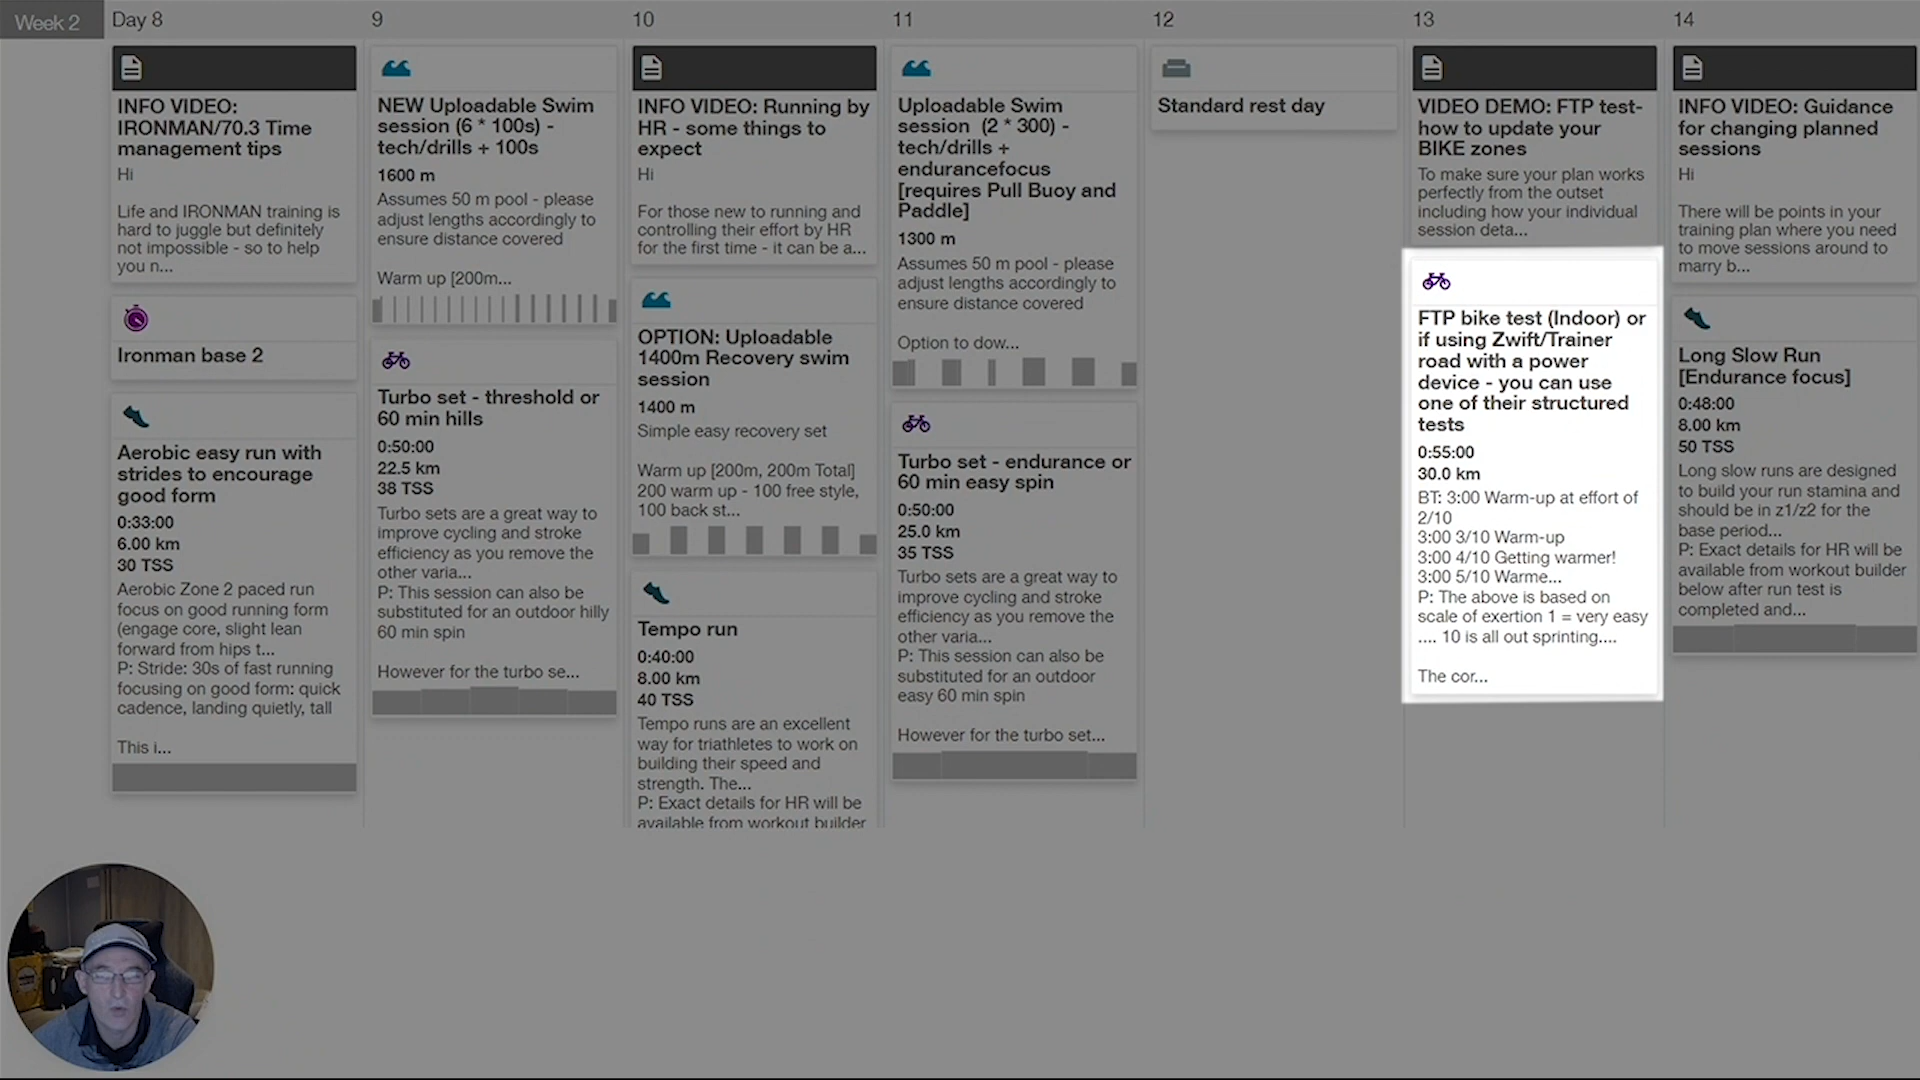 Week 2
Day 8
9
10
11
12
13
14
INFO VIDEO:
IRONMAN/70.3 Time
management tips
Hi
Life and IRONMAN training is
hard to juggle but definitely
not impossible - so to help
you n...
Ironman base 2
Aerobic easy run with
strides to encourage
good form
0:33:00
6.00 km
30 TSS
Aerobic Zone 2 paced run
focus on good running form
(engage core, slight lean
forward from hips t...
P: Stride: 30s of fast running
focusing on good form: quick
cadence, landing quietly, tall
This i...
NEW Uploadable Swim
session (6 * 100s) -
tech/drills + 100s
1600 m
Assumes 50 m pool - please
adjust lengths accordingly to
ensure distance covered
Warm up [200m...
Turbo set - threshold or
60 min hills
0:50:00
22.5 km
38 TSS
Turbo sets are a great way to
improve cycling and stroke
efficiency as you remove the
other varia...
P: This session can also be
substituted for an outdoor hilly
60 min spin
However for the turbo se...
INFO VIDEO: Running by
HR - some things to
expect
Hi
For those new to running and
controlling their effort by HR
for the first time - it can be a...
OPTION: Uploadable
1400m Recovery swim
session
1400 m
Simple easy recovery set
Warm up [200m, 200m Total]
200 warm up - 100 free style,
100 back st...
Tempo run
0:40:00
8.00 km
40 TSS
Tempo runs are an excellent
way for triathletes to work on
building their speed and
strength. The...
P: Exact details for HR will be
available from workout builder
Uploadable Swim
session (2 * 300) -
tech/drills +
endurancefocus
[requires Pull Buoy and
Paddle]
1300 m
Assumes 50 m pool - please
adjust lengths accordingly to
ensure distance covered
Option to dow...
Turbo set - endurance or
60 min easy spin
0:50:00
25.0 km
35 TSS
Turbo sets are a great way to
improve cycling and stroke
efficiency as you remove the
other varia...
P: This session can also be
substituted for an outdoor
easy 60 min spin
However for the turbo set...
Standard rest day
VIDEO DEMO: FTP test-
how to update your
BIKE zones
To make sure your plan works
perfectly from the outset
including how your individual
session deta...
FTP bike test (Indoor) or
if using Zwift/Trainer
road with a power
device - you can use
one of their structured
tests
0:55:00
30.0 km
BT: 3:00 Warm-up at effort of
2/10
3:00 3/10 Warm-up
3:00 4/10 Getting warmer!
3:00 5/10 Warme...
P: The above is based on
scale of exertion 1 = very easy
.... 10 is all out sprinting....
The cor...
INFO VIDEO: Guidance
for changing planned
sessions
Hi
There will be points in your
training plan where you need
to move sessions around to
marry b...
Long Slow Run
[Endurance focus]
0:48:00
8.00 km
50 TSS
Long slow runs are designed
to build your run stamina and
should be in z1/z2 for the
base period...
P: Exact details for HR will be
available from workout builder
below after run test is
completed and...